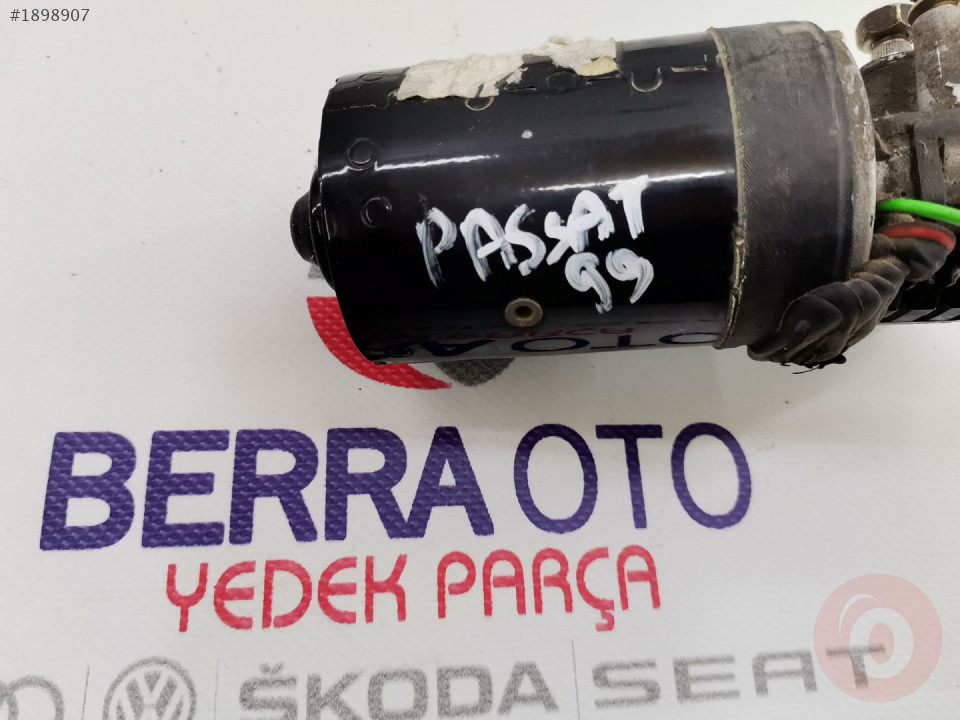 #1898907
PASSAT
99
BERRA OTO
YEDEK PARÇA
ŠKODA SEAT